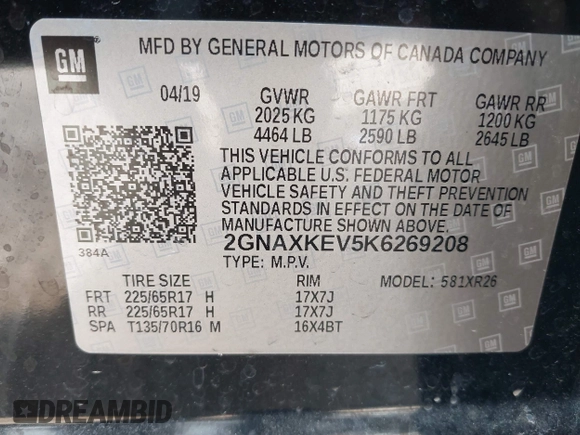 GM
MFD BY GENERAL MOTORS OF CANADA COMPANY
04/19 GVWR GAWR FRT GAWR RR
2025 KG 1175 KG 1200 KG
4464 LB 2590 LB 2645 LB
THIS VEHICLE CONFORMS TO ALL
APPLICABLE U.S. FEDERAL MOTOR
VEHICLE SAFETY AND THEFT PREVENTION
STANDARDS IN EFFECT ON THE DATE OF
MANUFACTURE SHOWN ABOVE.
384A 2GNAXKEV5K6269208
TYPE: M.P.V.
TIRE SIZE RIM MODEL: 581XR26
FRT 225/65R17 H 17X7J
RR 225/65R17 H 17X7J
SPA T135/70R16 M 16X4BT
DREAMBID